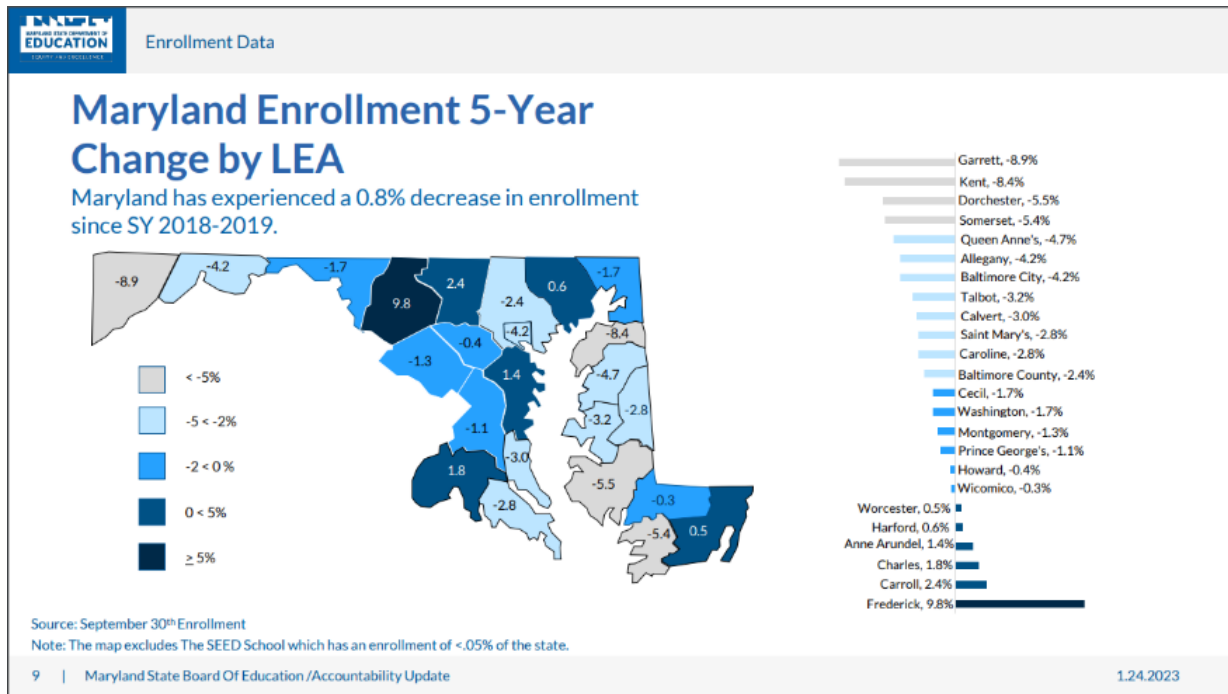 MARYLAND STATE DEPARTMENT OF
EDUCATION
EQUITY AND EXCELLENCE
Enrollment Data
Maryland Enrollment 5-Year
Change by LEA
Maryland has experienced a 0.8% decrease in enrollment
since SY 2018-2019.
-8.9
-4.2
-1.7
9.8
2.4
-2.4
0.6
-1.7
-4.2
-8.4
-1.3
-0.4
1.4
-4.7
-2.8
-3.2
-1.1
-3.0
1.8
-2.8
-5.5
-0.3
-5.4
0.5
< -5%
-5 < -2%
-2 < 0 %
0 < 5%
≥ 5%
Garrett, -8.9%
Kent, -8.4%
Dorchester, -5.5%
Somerset, -5.4%
Queen Anne's, -4.7%
Allegany, -4.2%
Baltimore City, -4.2%
Talbot, -3.2%
Calvert, -3.0%
Saint Mary's, -2.8%
Caroline, -2.8%
Baltimore County, -2.4%
Cecil, -1.7%
Washington, -1.7%
Montgomery, -1.3%
Prince George's, -1.1%
Howard, -0.4%
Wicomico, -0.3%
Worcester, 0.5%
Harford, 0.6%
Anne Arundel, 1.4%
Charles, 1.8%
Carroll, 2.4%
Frederick, 9.8%
Source: September 30th Enrollment
Note: The map excludes The SEED School which has an enrollment of <.05% of the state.
9 | Maryland State Board Of Education /Accountability Update
1.24.2023